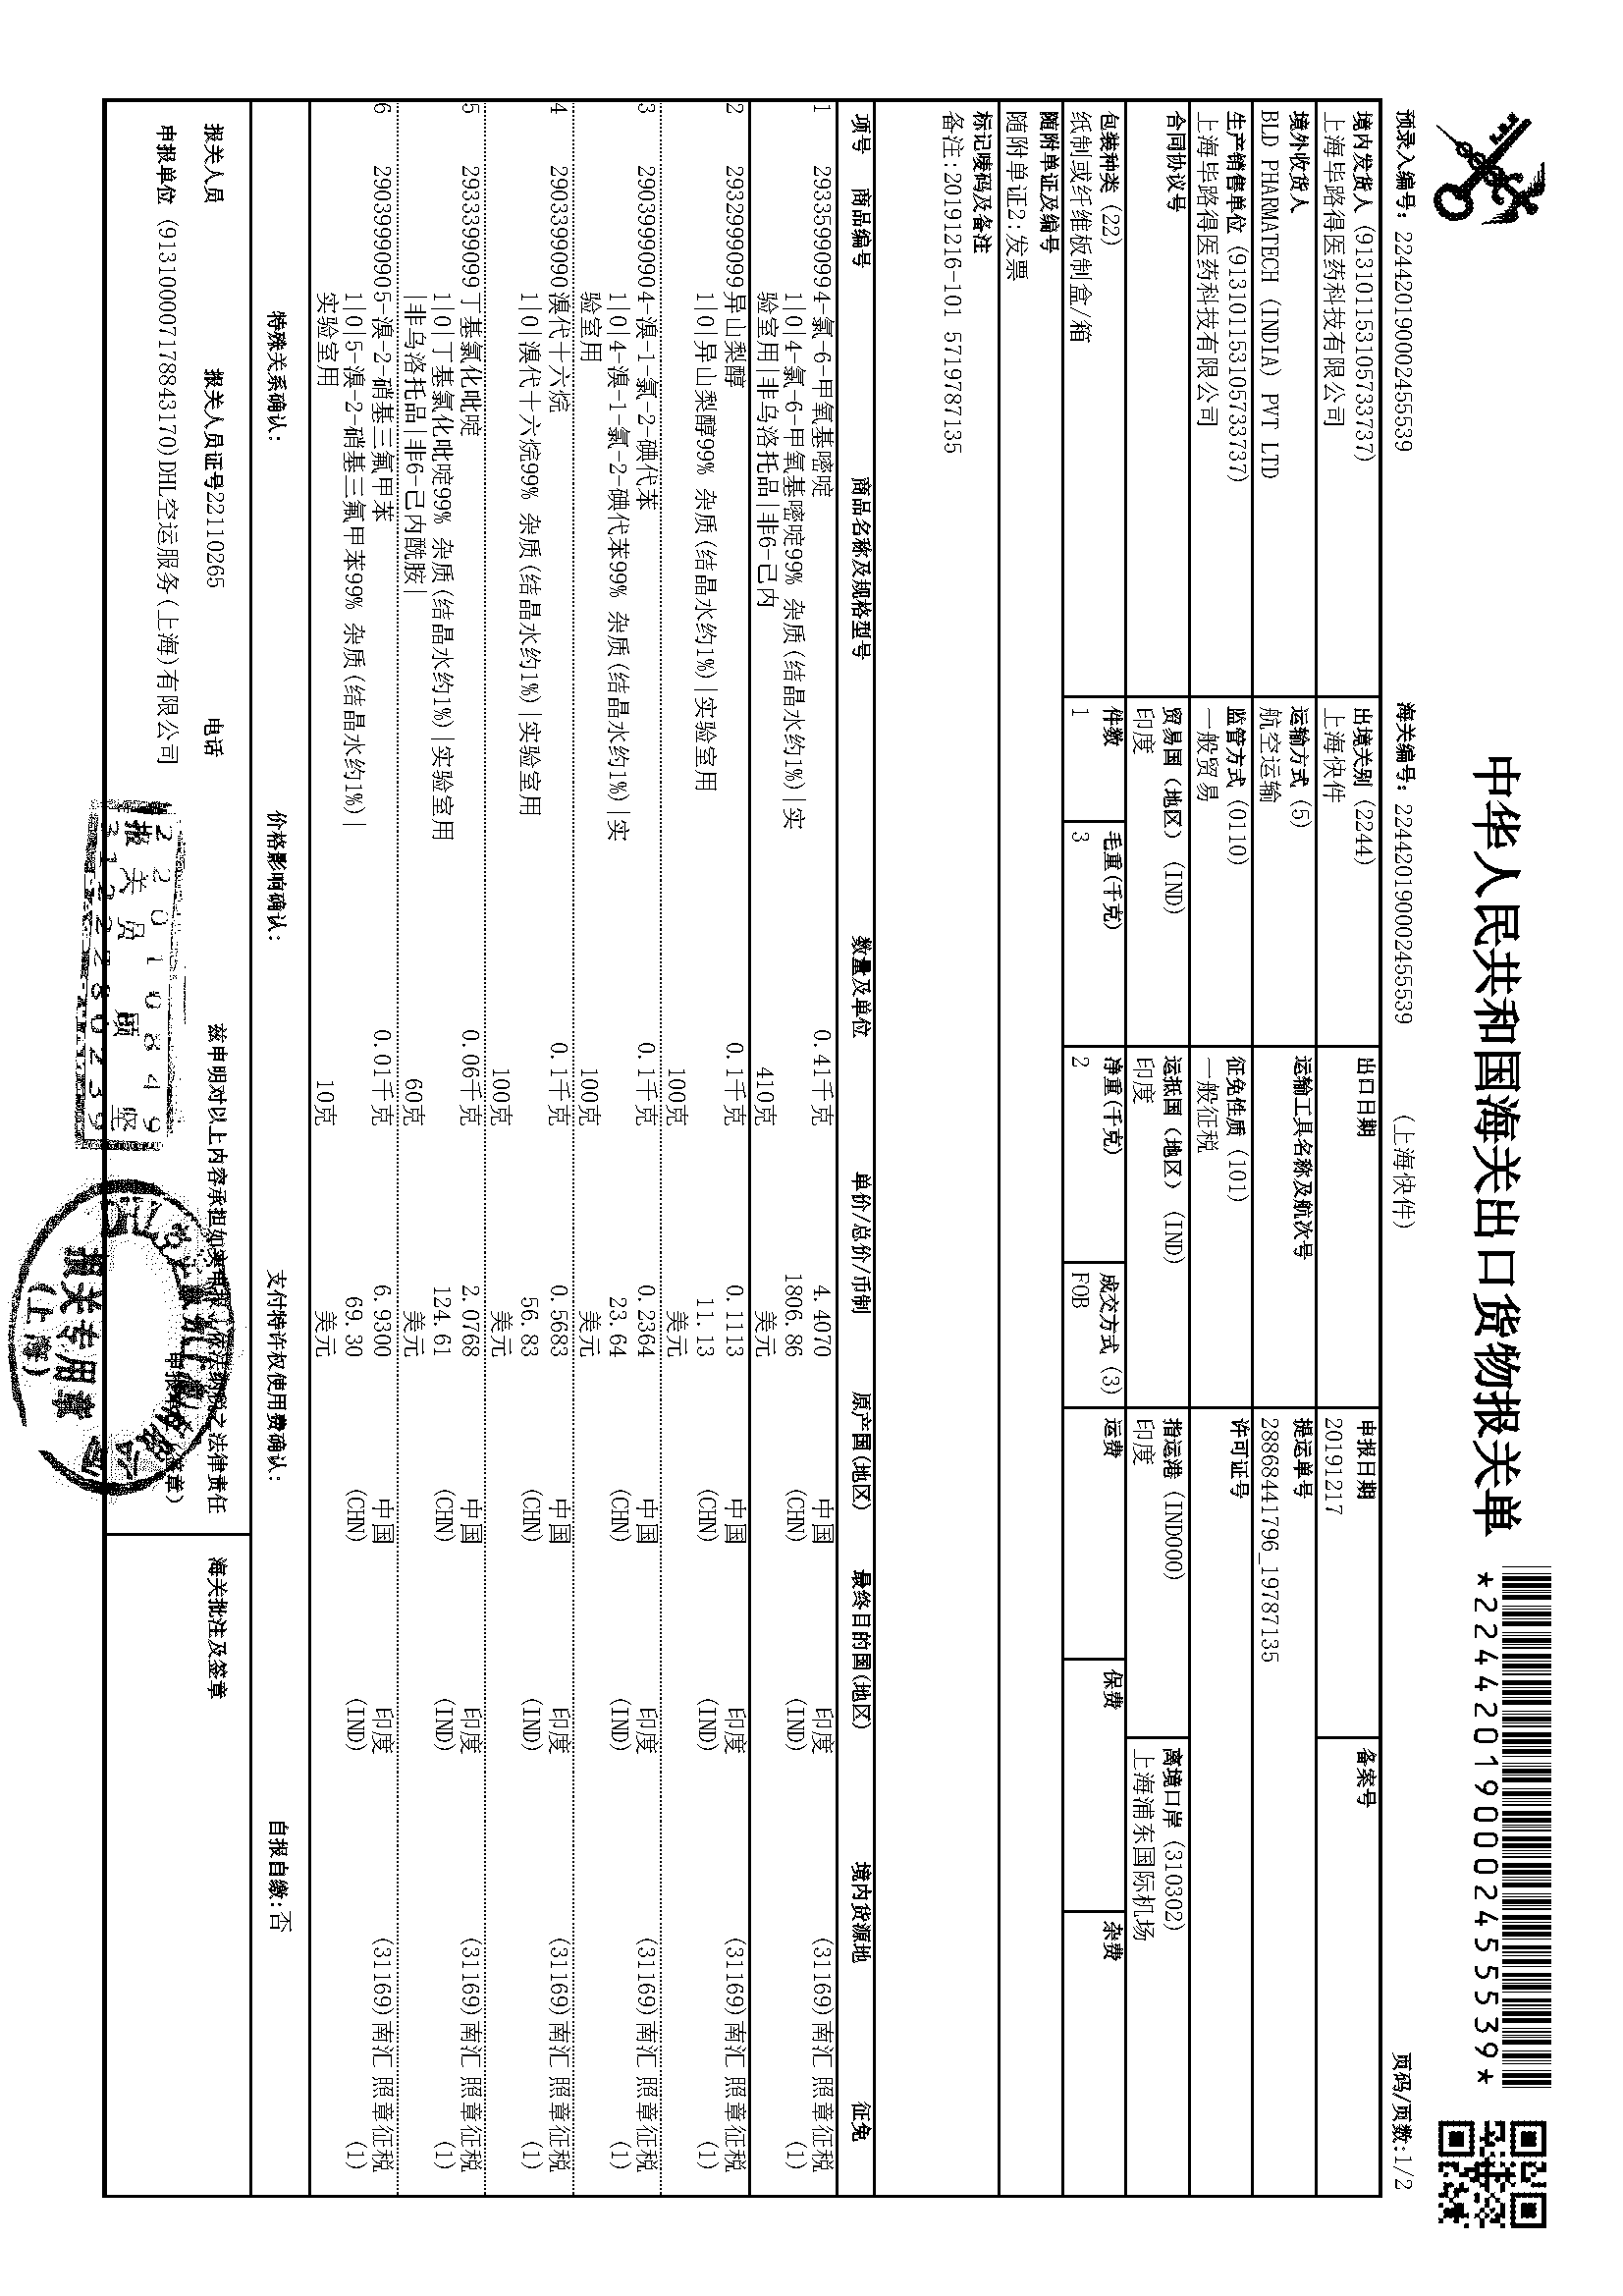 中华人民共和国海关出口货物报关单
*224420190002455539*
预录入编号：224420190002455539 海关编号：224420190002455539 （上海快件） 页码/页数:1/2
境内发货人 (91310115310573373​7) 出境关别 (2244) 出口日期 申报日期 备案号
上海毕路得医药科技有限公司 上海快件 20191217
境外收货人 运输方式 (5) 运输工具名称及航次号 提运单号
BLD PHARMATECH (INDIA) PVT LTD 航空运输 2886841796_19787135
生产销售单位 (913101153105733737) 监管方式 (0110) 征免性质 (101) 许可证号
上海毕路得医药科技有限公司 一般贸易 一般征税
合同协议号 贸易国（地区） (IND) 运抵国（地区） (IND) 指运港 (IND000) 离境口岸 (310302)
印度 印度 印度 上海浦东国际机场
包装种类 (22) 件数 毛重(千克) 净重(千克) 成交方式 (3) 运费 保费 杂费
纸制或纤维板制盒/箱 1 3 2 FOB
随附单证及编号
随附单证2:发票
标记唛码及备注
备注:20191216-101 5719787135
项号 商品编号 商品名称及规格型号 数量及单位 单价/总价/币制 原产国(地区) 最终目的国(地区) 境内货源地 征免
1 2933599099 4-氯-6-甲氧基嘧啶 0.41千克 4.4070 中国 印度 (31169)南汇 照章征税
1|0|4-氯-6-甲氧基嘧啶99% 杂质(结晶水约1%)|实 1806.86 (CHN) (IND) (1)
验室用|非乌洛托品|非6-己内 410克 美元
2 2932999099 异山梨醇 0.1千克 0.1113 中国 印度 (31169)南汇 照章征税
1|0|异山梨醇99% 杂质(结晶水约1%)|实验室用 11.13 (CHN) (IND) (1)
100克 美元
3 2903999090 4-溴-1-氯-2-碘代苯 0.1千克 0.2364 中国 印度 (31169)南汇 照章征税
1|0|4-溴-1-氯-2-碘代苯99% 杂质(结晶水约1%)|实 23.64 (CHN) (IND) (1)
验室用 100克 美元
4 2903399090 溴代十六烷 0.1千克 0.5683 中国 印度 (31169)南汇 照章征税
1|0|溴代十六烷99% 杂质(结晶水约1%)|实验室用 56.83 (CHN) (IND) (1)
100克 美元
5 2933399099 丁基氯化吡啶 0.06千克 2.0768 中国 印度 (31169)南汇 照章征税
1|0|丁基氯化吡啶99% 杂质(结晶水约1%)|实验室用 124.61 (CHN) (IND) (1)
|非乌洛托品|非6-己内酰胺| 60克 美元
6 2903999090 5-溴-2-硝基三氟甲苯 0.01千克 6.9300 中国 印度 (31169)南汇 照章征税
1|0|5-溴-2-硝基三氟甲苯99% 杂质(结晶水约1%)| 69.30 (CHN) (IND) (1)
实验室用 10克 美元
特殊关系确认： 价格影响确认： 支付特许权使用费确认： 自报自缴:否
报关人员 报关人员证号22110265 电话 兹申明对以上内容承担如实申报、依法纳税之法律责任 海关批注及签章
申报单位 (913100007178843170)DHL空运服务(上海)有限公司
22010849
报关员 顾 坚
31222280239
报关专用章
(上海)